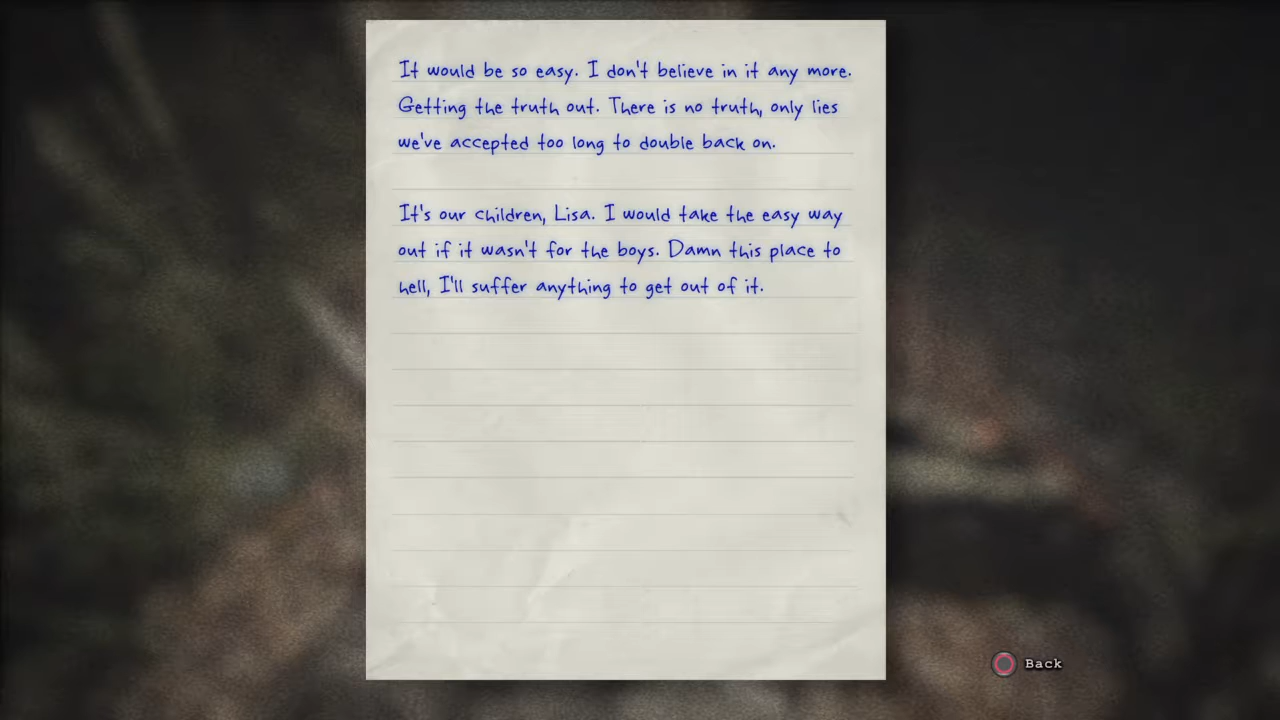 It would be so easy. I don't believe in it any more.
Getting the truth out. There is no truth, only lies
we've accepted too long to double back on.
It's our children, Lisa. I would take the easy way
out if it wasn't for the boys. Damn this place to
hell, I'll suffer anything to get out of it.
Back